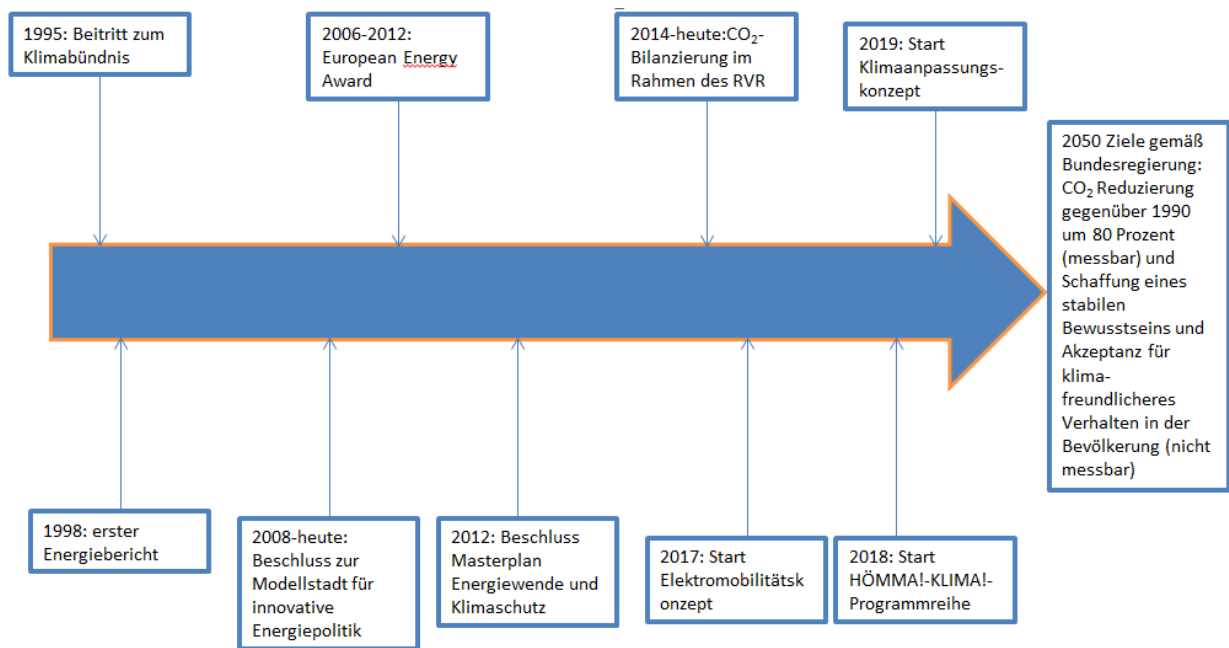 1995: Beitritt zum
Klimabündnis
2006-2012:
European Energy
Award
2014-heute:CO₂-
Bilanzierung im
Rahmen des RVR
2019: Start
Klimaanpassungs-
konzept
2050 Ziele gemäß
Bundesregierung:
CO₂ Reduzierung
gegenüber 1990
um 80 Prozent
(messbar) und
Schaffung eines
stabilen
Bewusstseins und
Akzeptanz für
klima-
freundlicheres
Verhalten in der
Bevölkerung (nicht
messbar)
1998: erster
Energiebericht
2008-heute:
Beschluss zur
Modellstadt für
innovative
Energiepolitik
2012: Beschluss
Masterplan
Energiewende und
Klimaschutz
2017: Start
Elektromobilitätsk
onzept
2018: Start
HÖMMA!-KLIMA!-
Programmreihe